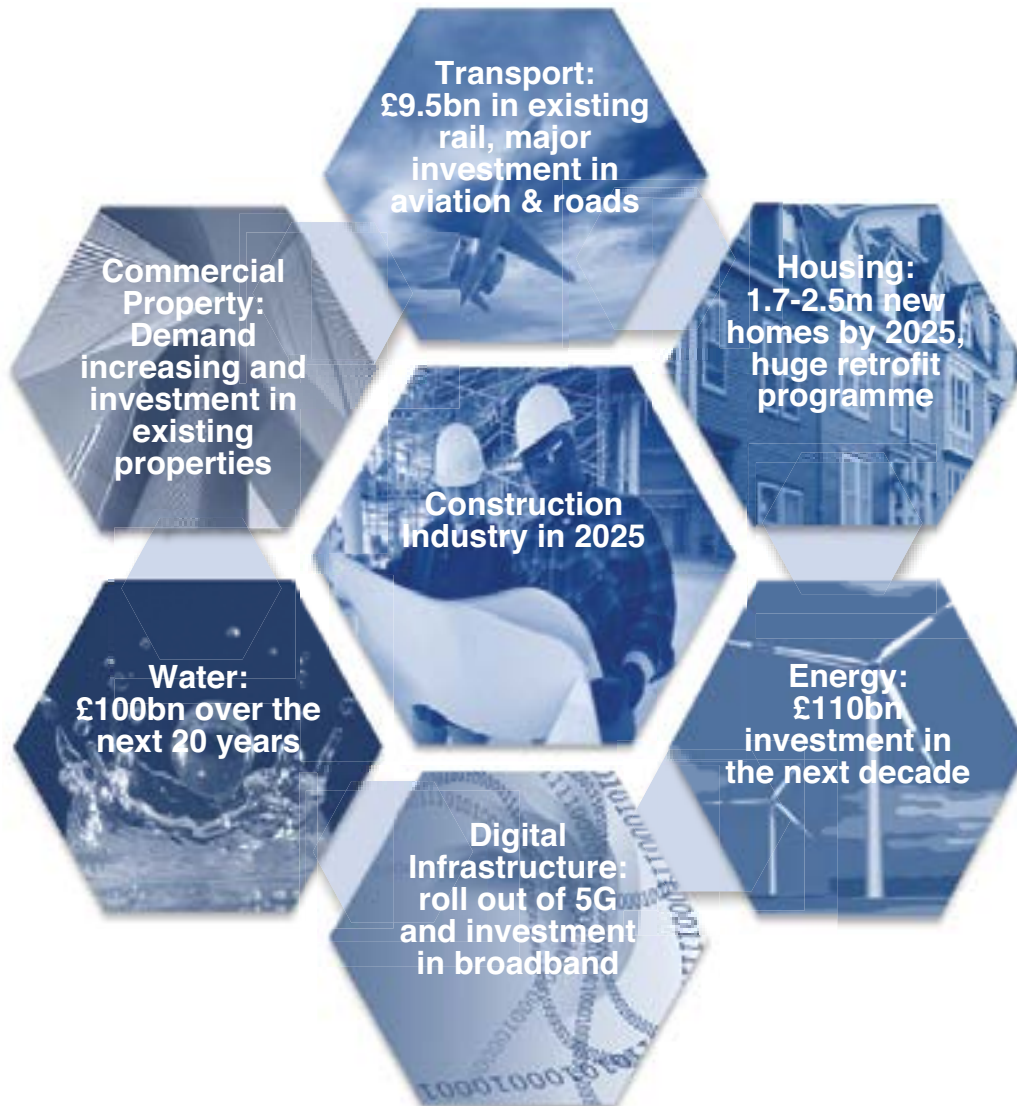 Transport:
£9.5bn in existing
rail, major
investment in
aviation & roads
Commercial
Property:
Demand
increasing and
investment in
existing
properties
Housing:
1.7-2.5m new
homes by 2025,
huge retrofit
programme
Construction
Industry in 2025
Water:
£100bn over the
next 20 years
Energy:
£110bn
investment in
the next decade
Digital
Infrastructure:
roll out of 5G
and investment
in broadband